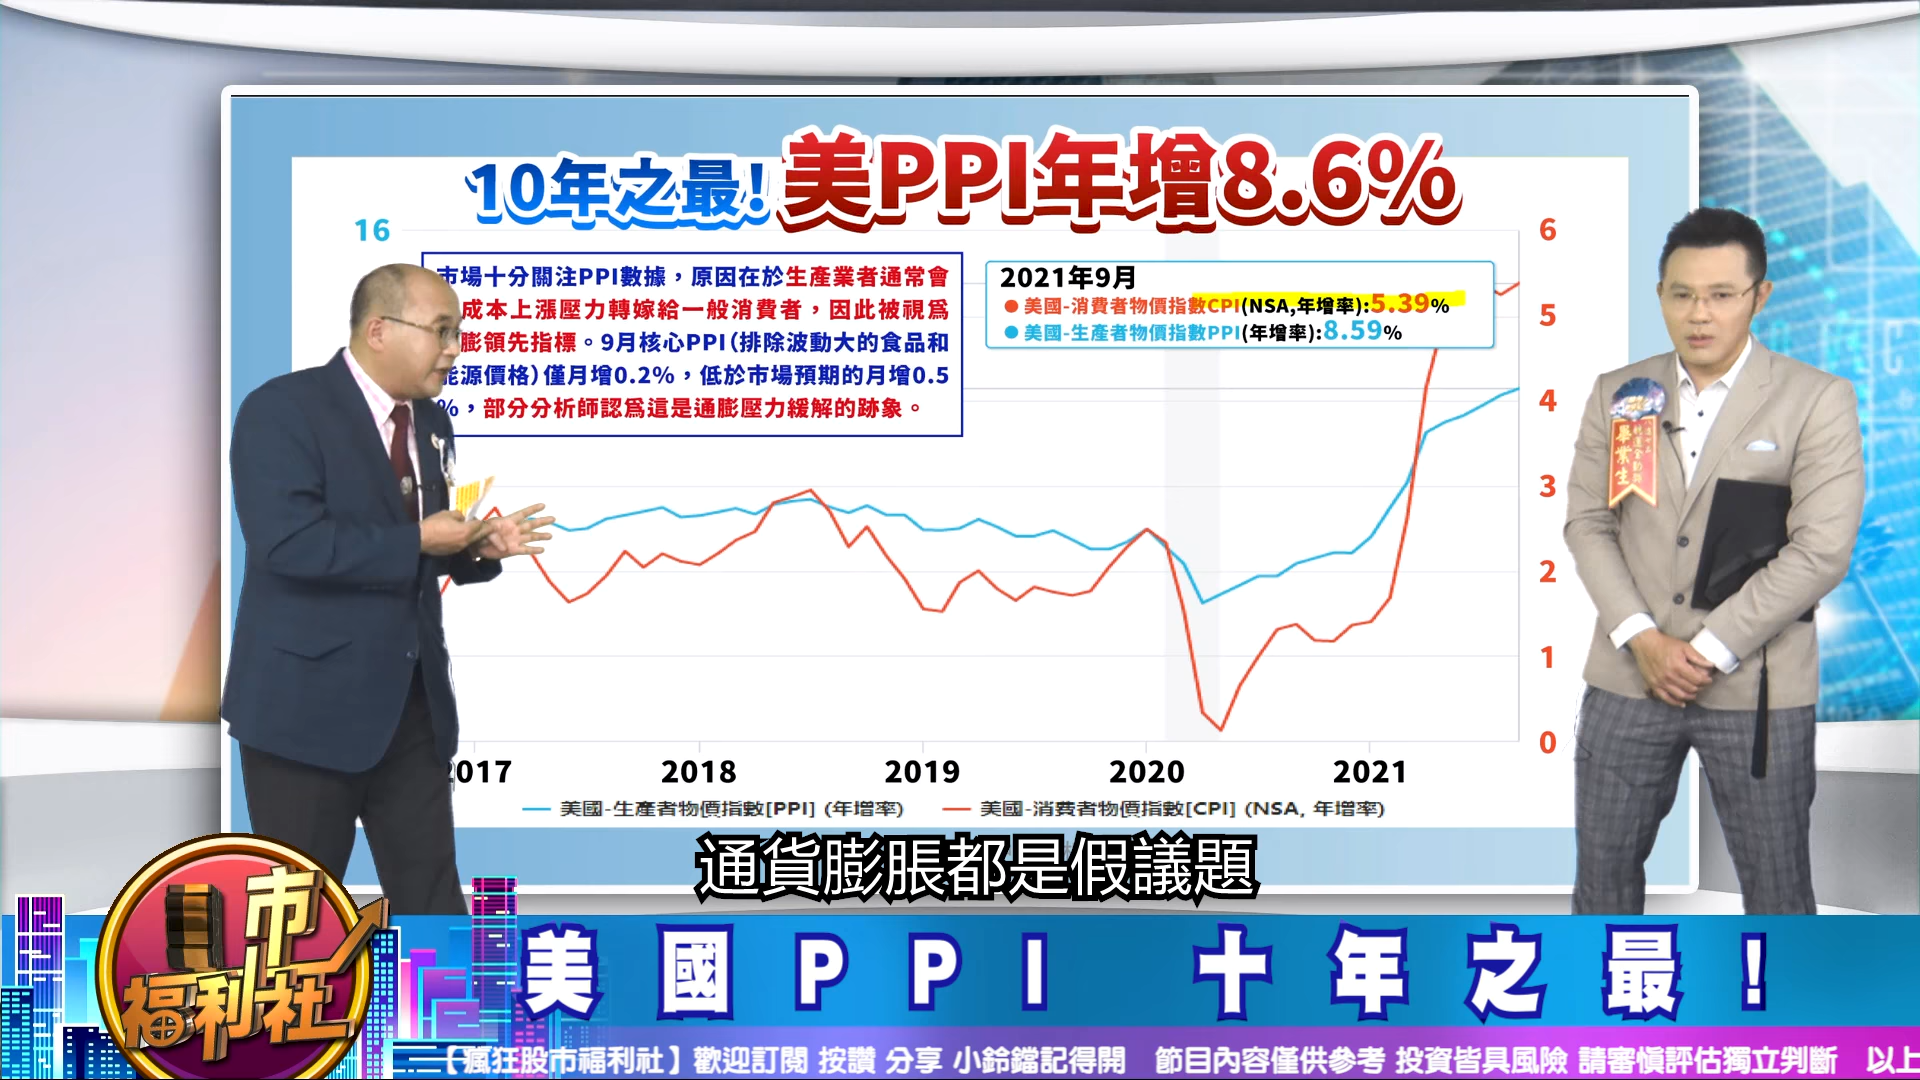 10年之最! 美PPI年增8.6%
16
6
市場十分關注PPI數據，原因在於生產業者通常會
成本上漲壓力轉嫁給一般消費者，因此被視為
膨領先指標。9月核心PPI(排除波動大的食品和
能源價格)僅月增0.2%，低於市場預期的月增0.5
%，部分分析師認為這是通膨壓力緩解的跡象。
2021年9月
美國-消費者物價指數CPI(NSA,年增率):5.39%
美國-生產者物價指數PPI(年增率):8.59%
5
4
3
2
1
0
2017 2018 2019 2020 2021
美國-生產者物價指數[PPI] (年增率) 美國-消費者物價指數[CPI] (NSA, 年增率)
畢業生
通貨膨脹都是假議題
股市福利社
美國PPI 十年之最!
【瘋狂股市福利社】歡迎訂閱 按讚 分享 小鈴鐺記得開 節目內容僅供參考 投資皆具風險 請審慎評估獨立判斷 以上